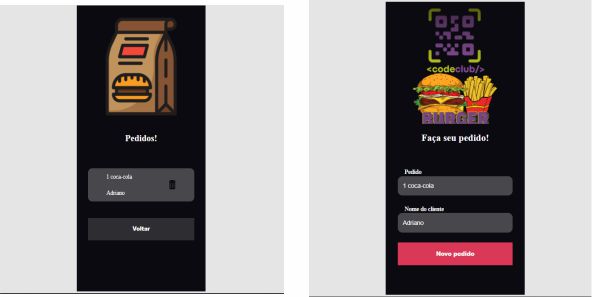 Pedidos!
1 coca-cola
Adriano
Voltar
<codeclub/>
BURGER
Faça seu pedido!
Pedido
1 coca-cola
Nome do cliente
Adriano
Novo pedido